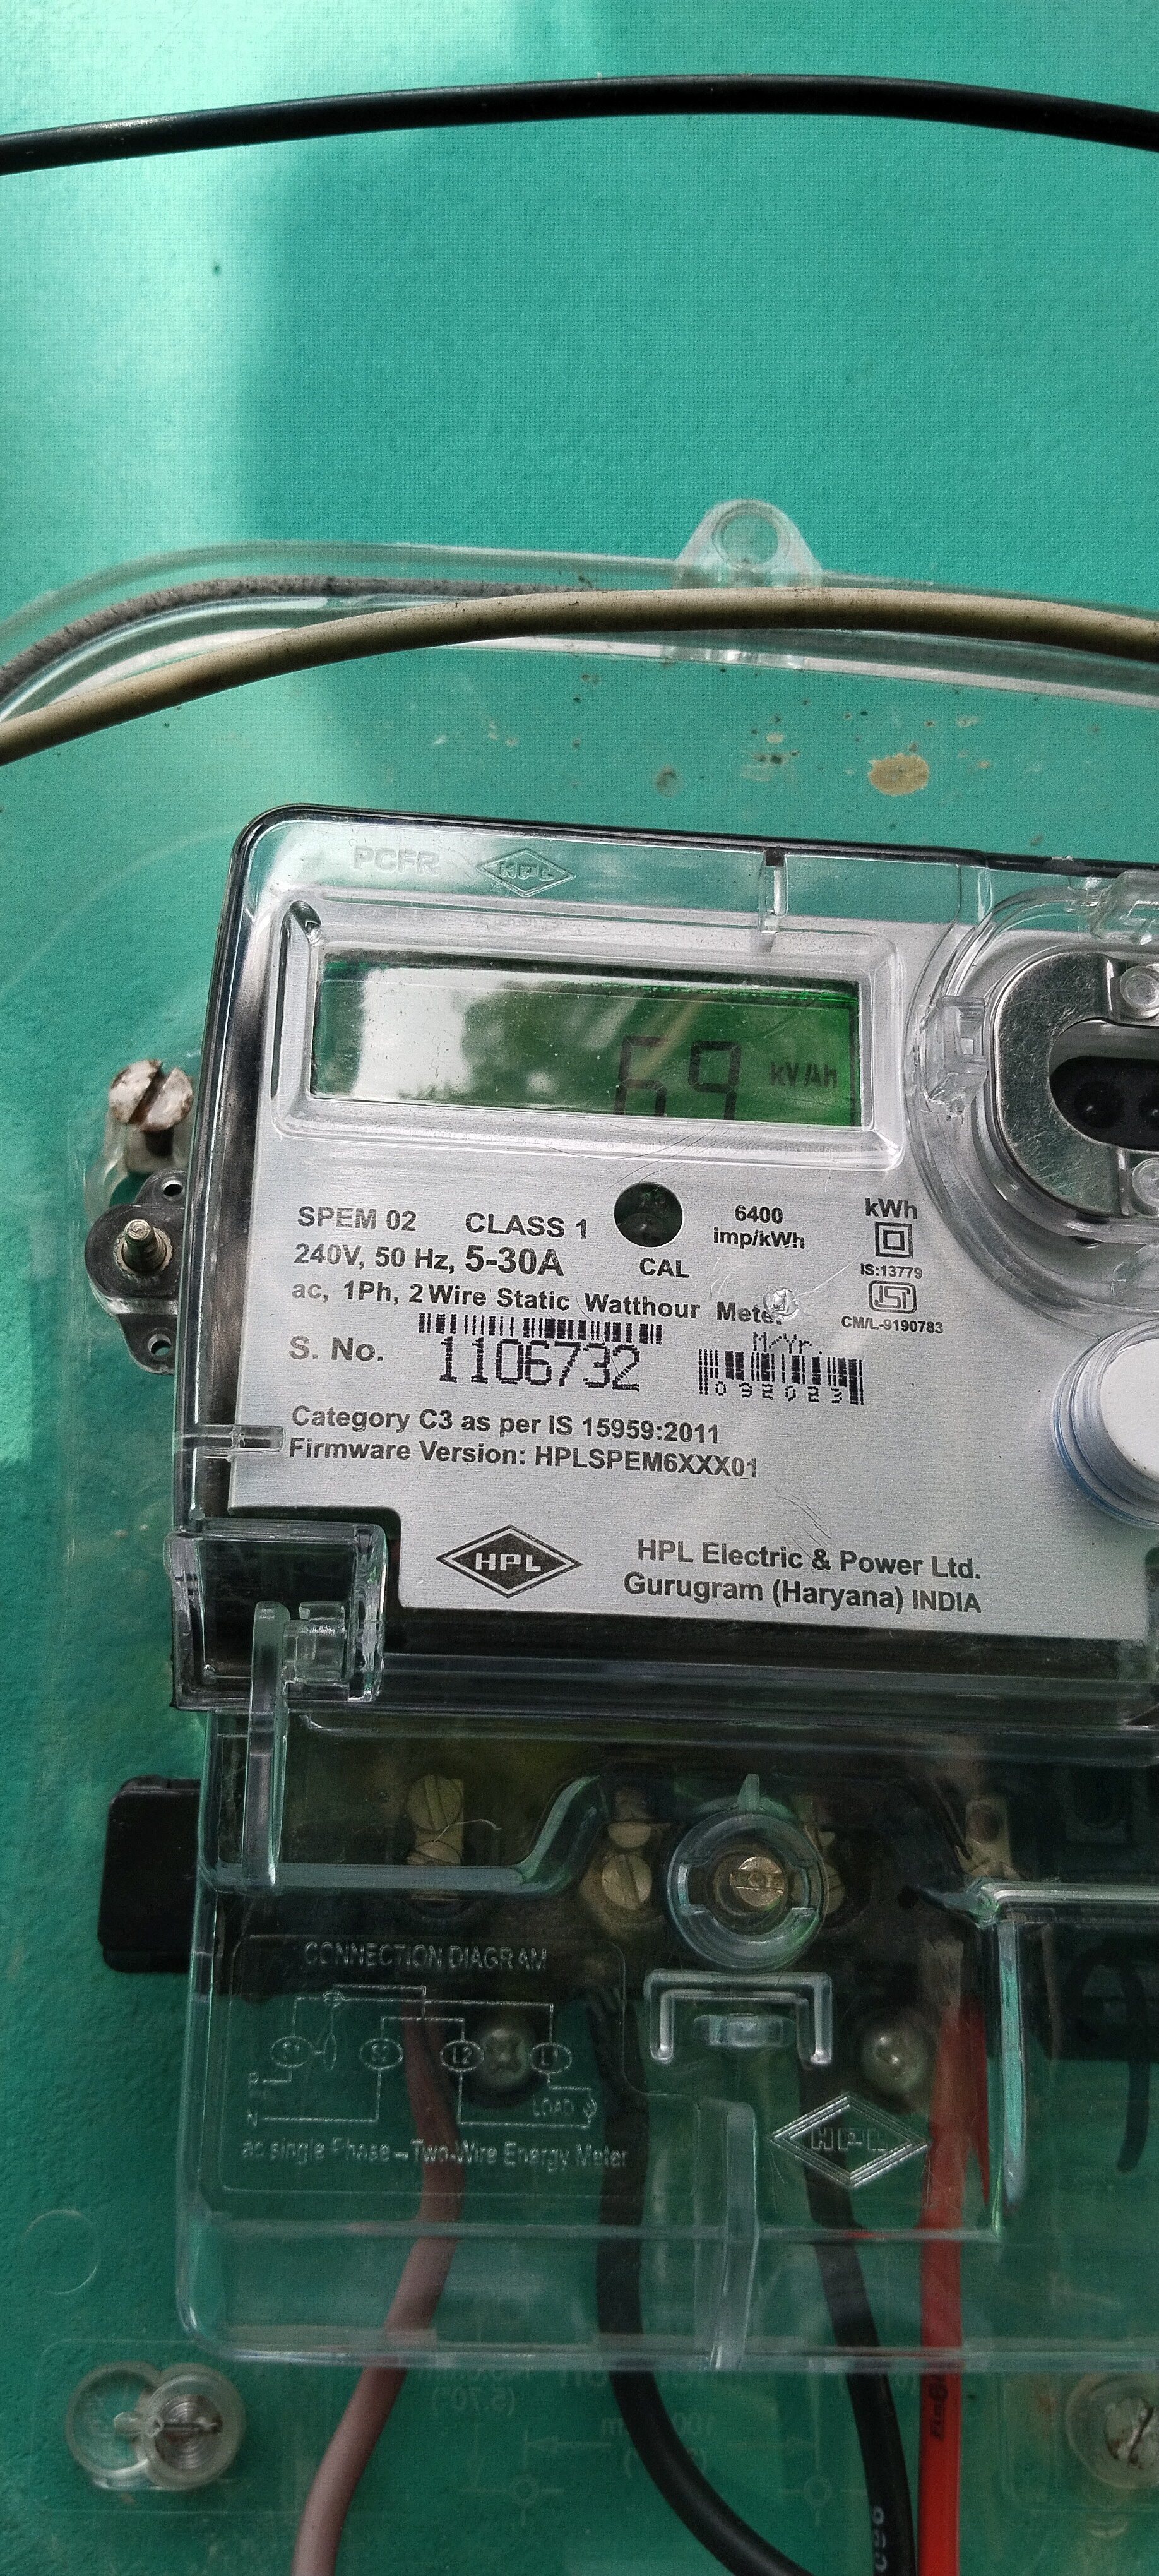 PCFR HPL
69 kVAh
SPEM 02 CLASS 1
240V, 50 Hz, 5-30A
CAL
6400
imp/kWh
kWh
IS:13779
ISI
CM/L-9190783
ac, 1Ph, 2 Wire Static Watthour Meter
S. No. 1106732
M/Yr.
092023
Category C3 as per IS 15959:2011
Firmware Version: HPLSPEM6XXX01
HPL
HPL Electric & Power Ltd.
Gurugram (Haryana) INDIA
CONNECTION DIAGRAM
S1 S2 L2 L1
P
N
LOAD
ac single Phase-Two-Wire Energy Meter
HPL